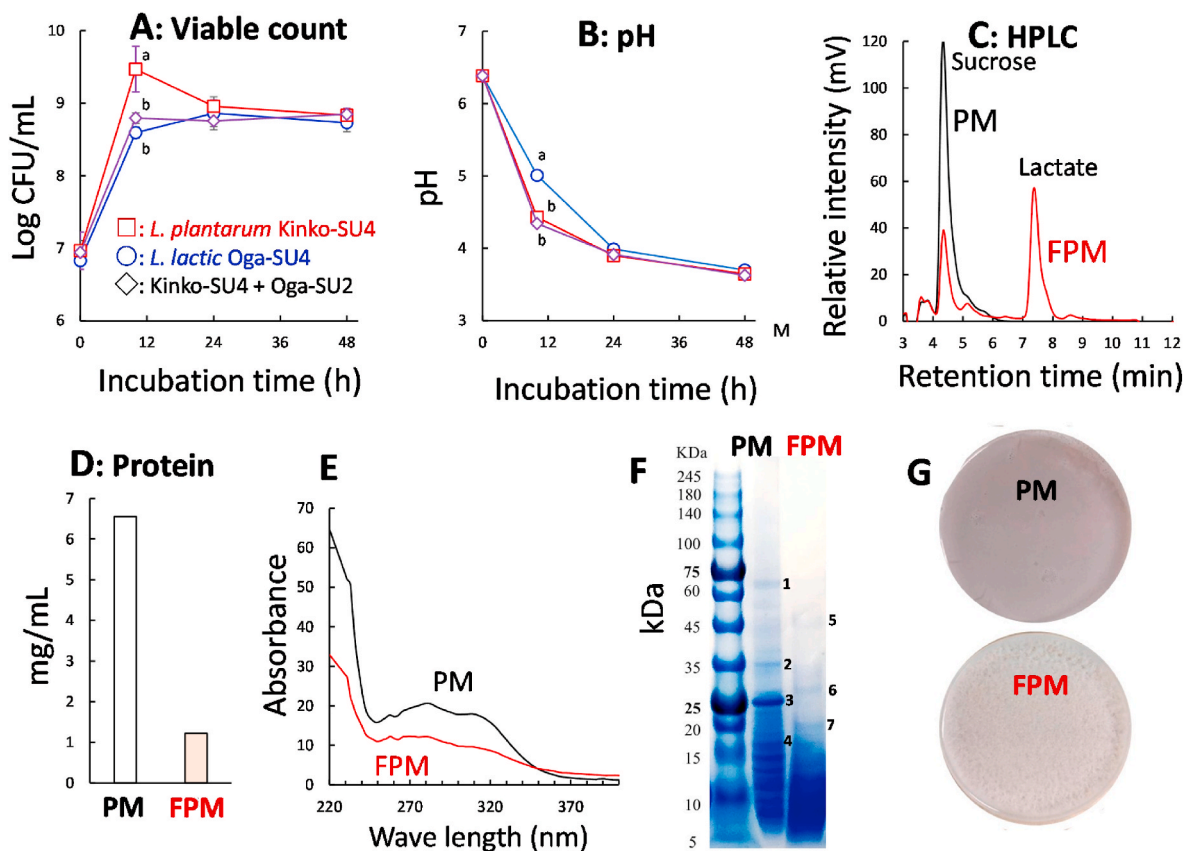 A: Viable count
10
9
8
7
6
a
b
b
Log CFU/mL
: L. plantarum Kinko-SU4
: L. lactic Oga-SU4
: Kinko-SU4 + Oga-SU2
0 12 24 36 48
Incubation time (h)
B: pH
7
6
5
4
3
a
b
b
pH
0 12 24 36 48
M
Incubation time (h)
C: HPLC
120
100
80
60
40
20
0
Relative intensity (mV)
Sucrose
PM
Lactate
FPM
3 4 5 6 7 8 9 10 11 12
Retention time (min)
D: Protein
7
6
5
4
3
2
1
0
mg/mL
PM FPM
E
70
60
50
40
30
20
10
0
Absorbance
PM
FPM
220 270 320 370
Wave length (nm)
F
KDa PM FPM
245
180
140
100
75
60
45
35
25
20
15
10
5
kDa
1
2
3
4
5
6
7
G
PM
FPM